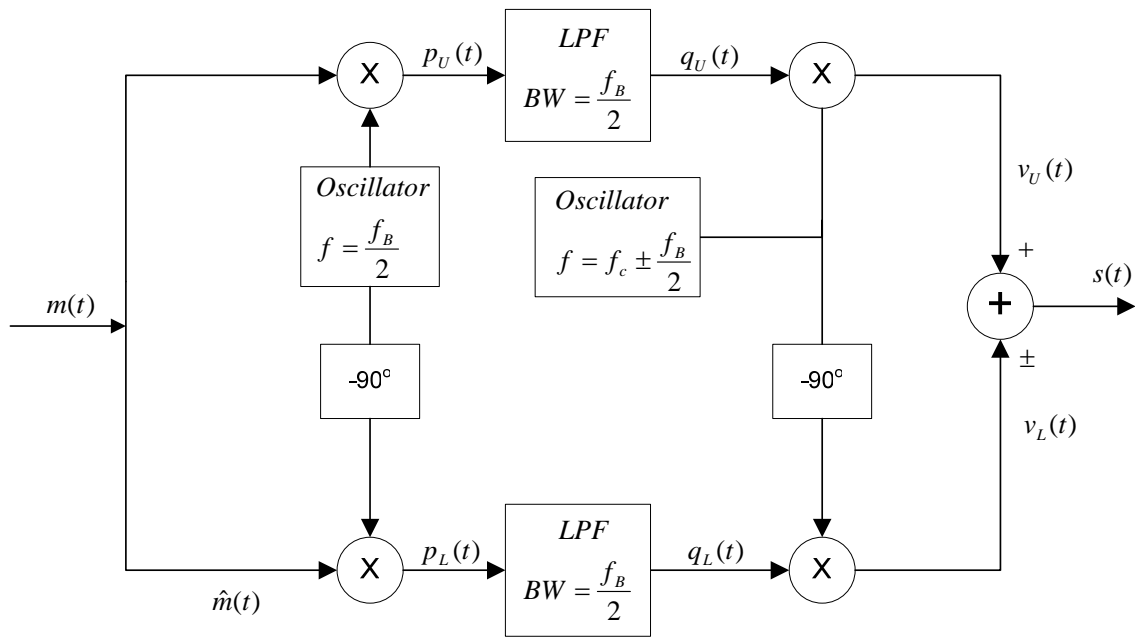 p_U(t)
LPF
BW = f_B/2
q_U(t)
X
X
Oscillator
f = f_B/2
Oscillator
f = f_c ± f_B/2
v_U(t)
+
s(t)
m(t)
+
±
-90°
-90°
v_L(t)
p_L(t)
LPF
BW = f_B/2
q_L(t)
X
X
m̂(t)